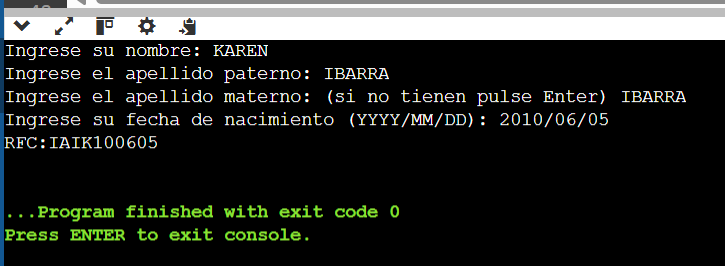 Ingrese su nombre: KAREN
Ingrese el apellido paterno: IBARRA
Ingrese el apellido materno: (si no tienen pulse Enter) IBARRA
Ingrese su fecha de nacimiento (YYYY/MM/DD): 2010/06/05
RFC:IAIK100605
...Program finished with exit code 0
Press ENTER to exit console.